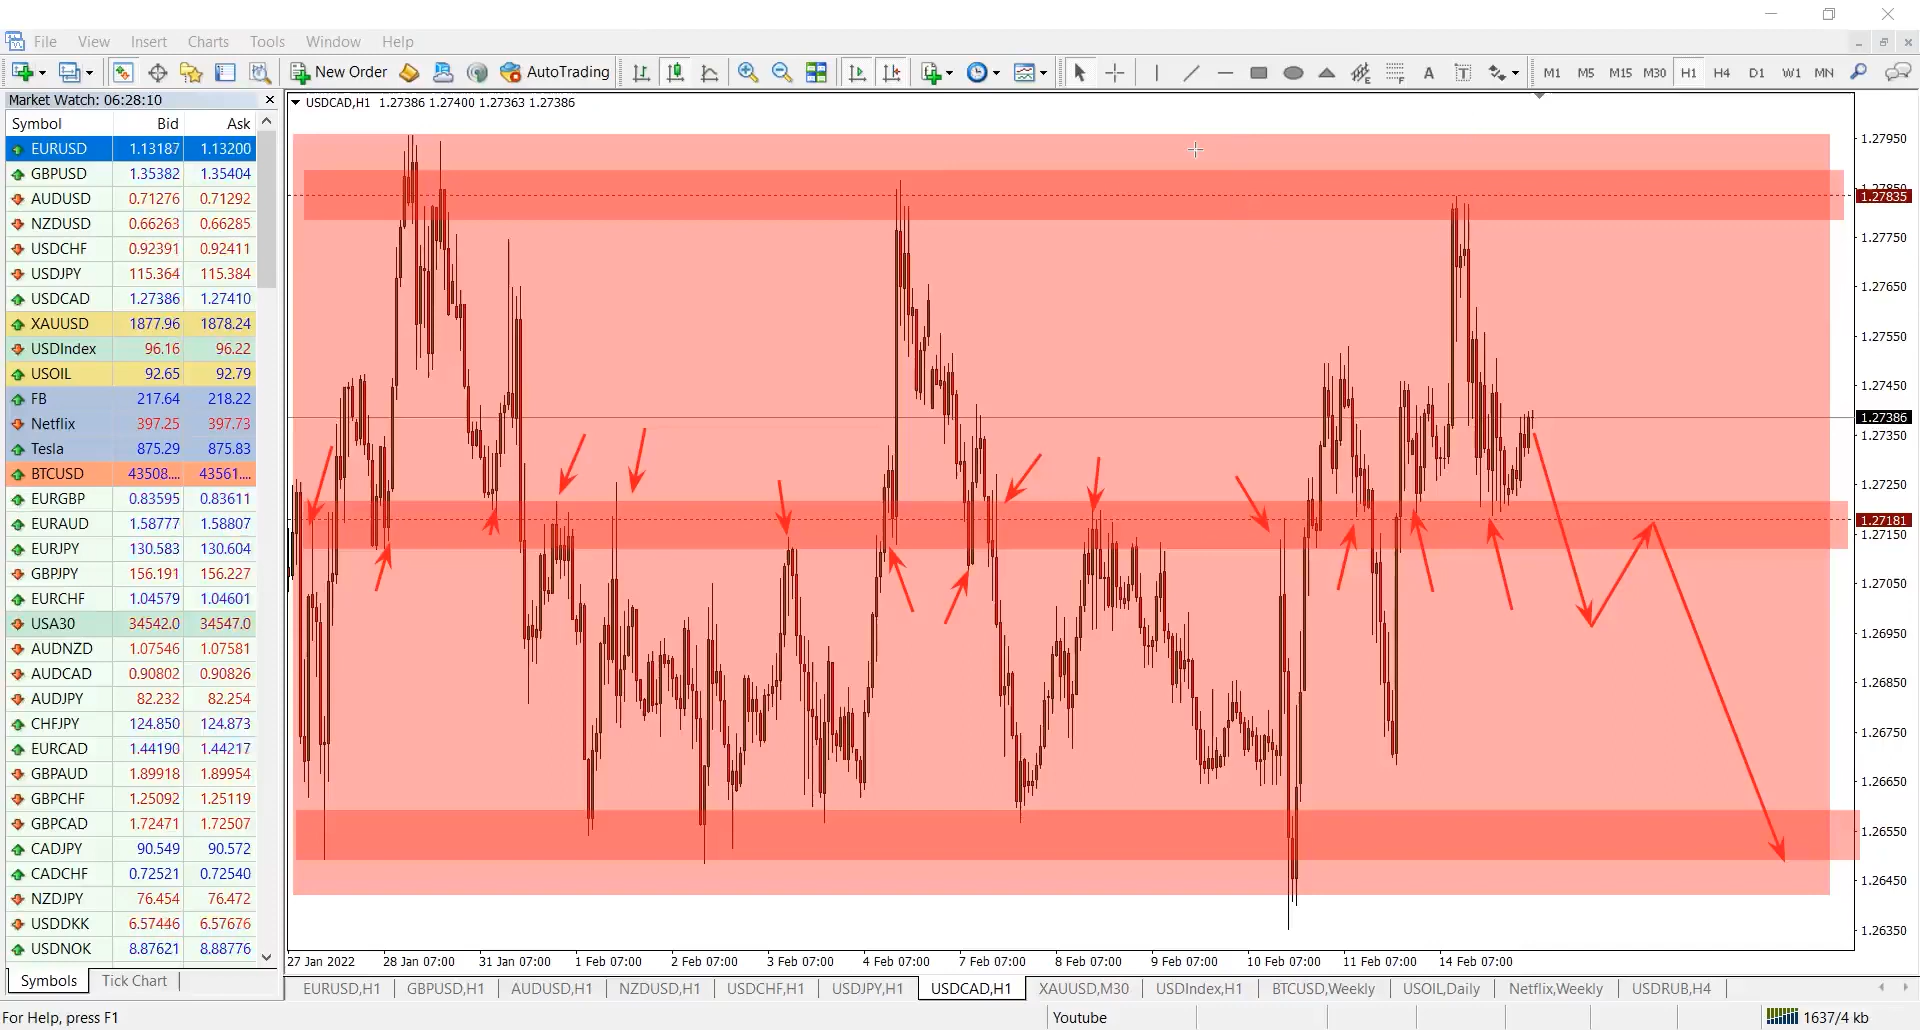 File View Insert Charts Tools Window Help
New Order AutoTrading A T M1 M5 M15 M30 H1 H4 D1 W1 MN
Market Watch: 06:28:10
Symbol Bid Ask
EURUSD 1.13187 1.13200
GBPUSD 1.35382 1.35404
AUDUSD 0.71276 0.71292
NZDUSD 0.66263 0.66285
USDCHF 0.92391 0.92411
USDJPY 115.364 115.384
USDCAD 1.27386 1.27410
XAUUSD 1877.96 1878.24
USDIndex 96.16 96.22
USOIL 92.65 92.79
FB 217.64 218.22
Netflix 397.25 397.73
Tesla 875.29 875.83
BTCUSD 43508.... 43561....
EURGBP 0.83595 0.83611
EURAUD 1.58777 1.58807
EURJPY 130.583 130.604
GBPJPY 156.191 156.227
EURCHF 1.04579 1.04601
USA30 34542.0 34547.0
AUDNZD 1.07546 1.07581
AUDCAD 0.90802 0.90826
AUDJPY 82.232 82.254
CHFJPY 124.850 124.873
EURCAD 1.44190 1.44217
GBPAUD 1.89918 1.89954
GBPCHF 1.25092 1.25119
GBPCAD 1.72471 1.72507
CADJPY 90.549 90.572
CADCHF 0.72521 0.72540
NZDJPY 76.454 76.472
USDDKK 6.57446 6.57676
USDNOK 8.87621 8.88776
Symbols Tick Chart
USDCAD,H1 1.27386 1.27400 1.27363 1.27386
1.27950
1.27835
1.27750
1.27650
1.27550
1.27450
1.27386
1.27350
1.27250
1.27181
1.27150
1.27050
1.26950
1.26850
1.26750
1.26650
1.26550
1.26450
1.26350
27 Jan 2022 28 Jan 07:00 31 Jan 07:00 1 Feb 07:00 2 Feb 07:00 3 Feb 07:00 4 Feb 07:00 7 Feb 07:00 8 Feb 07:00 9 Feb 07:00 10 Feb 07:00 11 Feb 07:00 14 Feb 07:00
EURUSD,H1 GBPUSD,H1 AUDUSD,H1 NZDUSD,H1 USDCHF,H1 USDJPY,H1 USDCAD,H1 XAUUSD,M30 USDIndex,H1 BTCUSD,Weekly USOIL,Daily Netflix,Weekly USDRUB,H4
For Help, press F1 Youtube 1637/4 kb